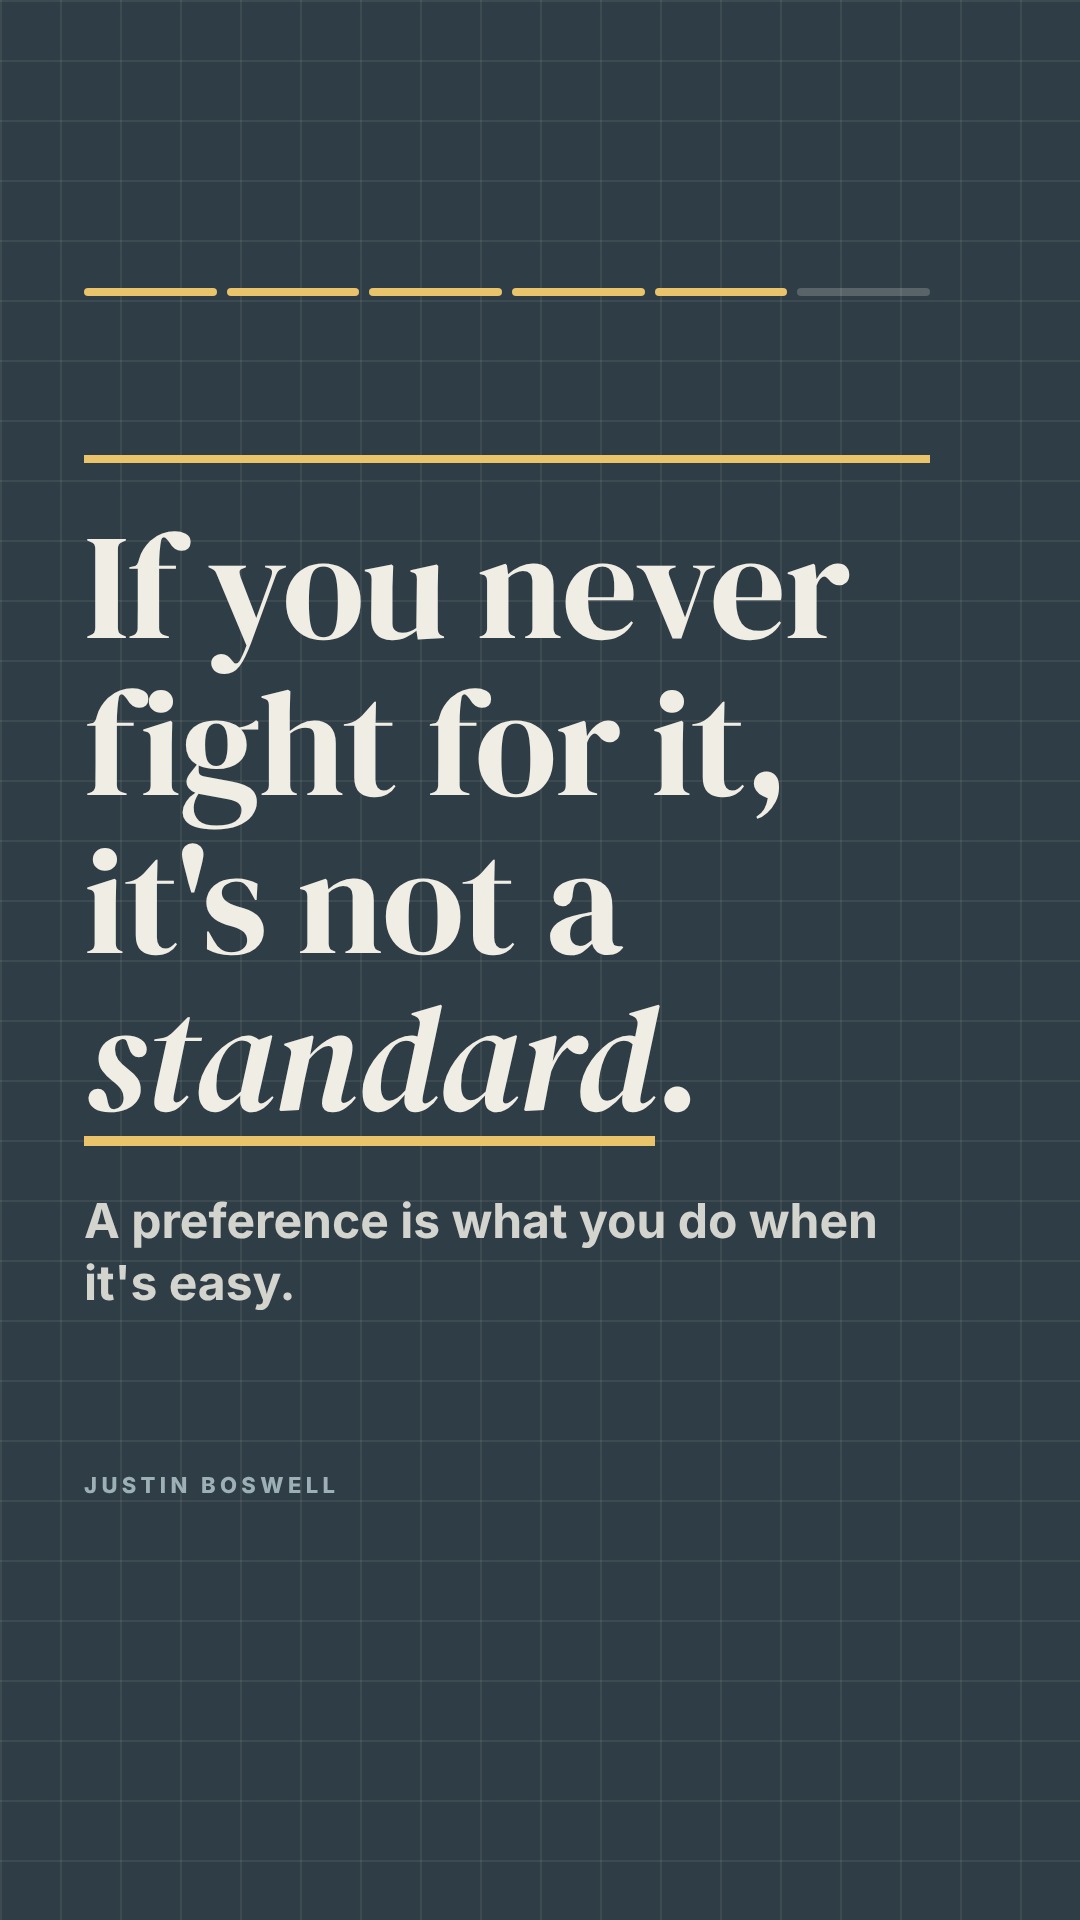 If you never
fight for it,
it's not a
standard.
A preference is what you do when
it's easy.
JUSTIN BOSWELL